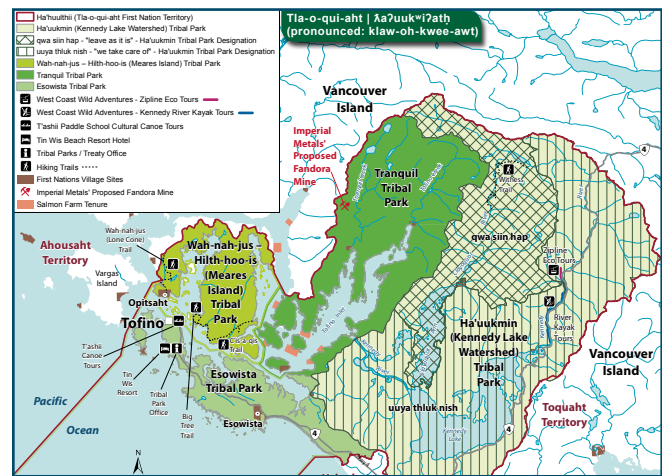 Tla-o-qui-aht | ƛaʔuukʷiʔatḥ
(pronounced: klaw-oh-kwee-awt)
Ha'huulthii (Tla-o-qui-aht First Nation Territory)
Ha'uukmin (Kennedy Lake Watershed) Tribal Park
qwa siin hap - "leave as it is" - Ha'uukmin Tribal Park Designation
uuya thluk nish - "we take care of" - Ha'uukmin Tribal Park Designation
Wah-nah-jus – Hilth-hoo-is (Meares Island) Tribal Park
Tranquil Tribal Park
Esowista Tribal Park
West Coast Wild Adventures - Zipline Eco Tours
West Coast Wild Adventures - Kennedy River Kayak Tours
T'ashii Paddle School Cultural Canoe Tours
Tin Wis Beach Resort Hotel
Tribal Parks / Treaty Office
Hiking Trails
First Nations Village Sites
Imperial Metals' Proposed Fandora Mine
Salmon Farm Tenure
Vancouver
Island
Imperial
Metals'
Proposed
Fandora
Mine
Tranquil
Tribal
Park
4
Witness
Trail
qwa siin hap
Zipline
Eco Tours
River
Kayak
Tours
Kennedy
Wah-nah-jus
(Lone Cone)
Trail
Ahousaht
Territory
Vargas
Island
Wah-nah-jus –
Hilth-hoo-is
(Meares
Island)
Tribal
Park
Opitsaht
Tofino
T'ashii
Canoe
Tours
Tin
Wis
Resort
Tribal
Park
Office
Big
Tree
Trail
Esowista
Tribal Park
Esowista
Tofino Inlet
Ha'uukmin
(Kennedy Lake
Watershed)
Tribal
Park
uuya thluk nish
Kennedy
Lake
Vancouver
Island
Toquaht
Territory
Pacific
Ocean
N
4
4